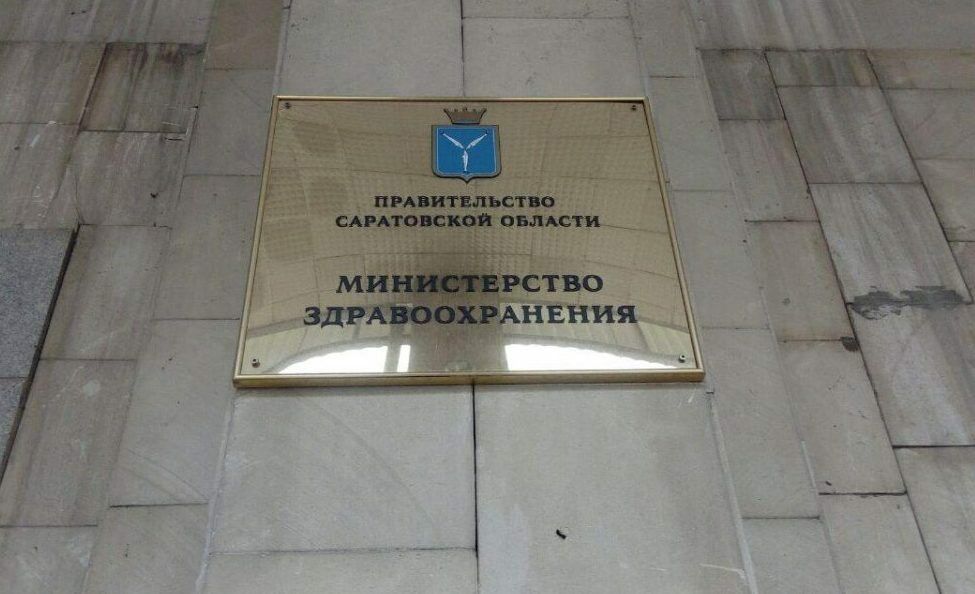 ПРАВИТЕЛЬСТВО
САРАТОВСКОЙ ОБЛАСТИ
МИНИСТЕРСТВО
ЗДРАВООХРАНЕНИЯ